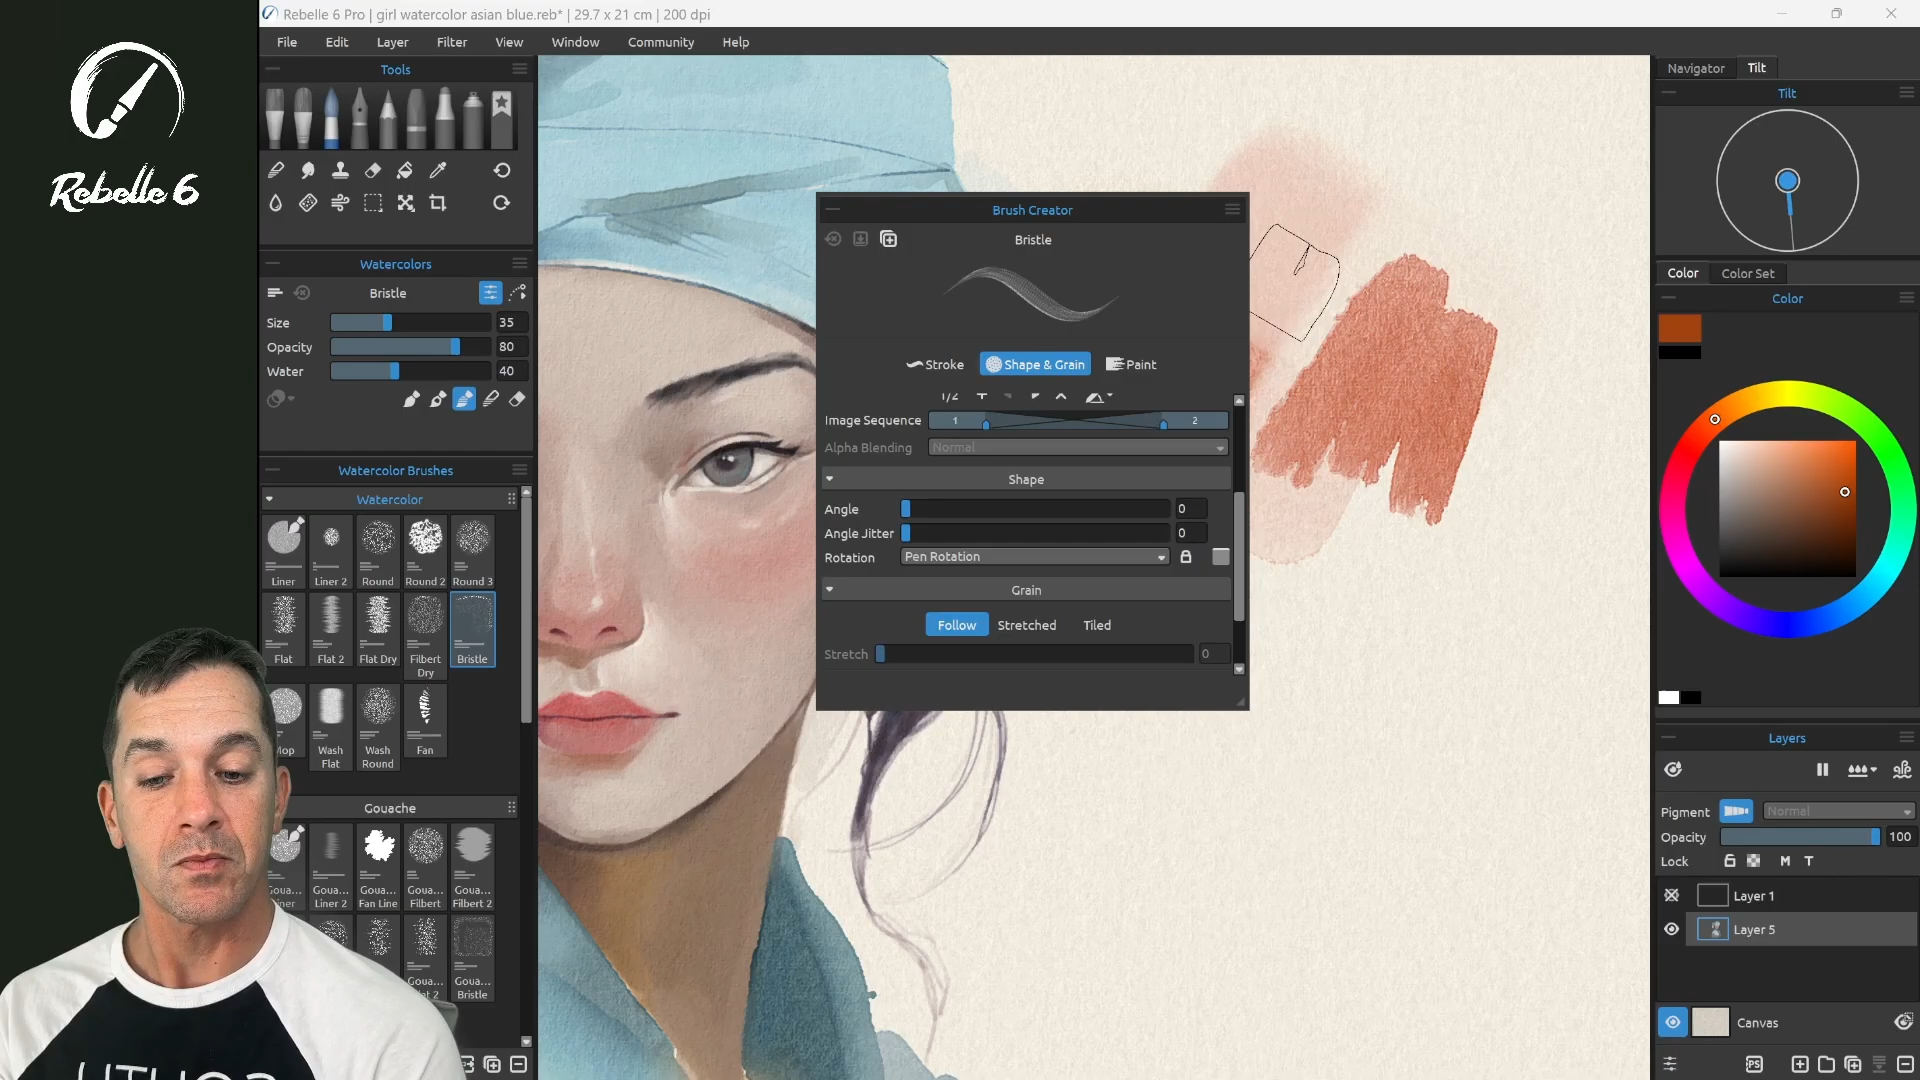 Rebelle 6 Pro | girl watercolor asian blue.reb* | 29.7 x 21 cm | 200 dpi
File Edit Layer Filter View Window Community Help
Rebelle 6
Tools
Watercolors
Bristle
Size 35
Opacity 80
Water 40
Watercolor Brushes
Watercolor
Liner Liner 2 Round Round 2 Round 3
Flat Flat 2 Flat Dry Filbert Dry Bristle
Wash Flat Wash Round Fan
Gouache
Goua... Goua... Goua... Goua...
Liner 2 Fan Line Filbert Filbert 2
Goua... Goua...
Bristle
Brush Creator
Bristle
Stroke Shape & Grain Paint
Image Sequence 1 2
Alpha Blending Normal
Shape
Angle 0
Angle Jitter 0
Rotation Pen Rotation
Grain
Follow Stretched Tiled
Stretch 0
Navigator Tilt
Tilt
Color Color Set
Color
Layers
Pigment Normal
Opacity 100
Lock M T
Layer 1
Layer 5
Canvas
PS